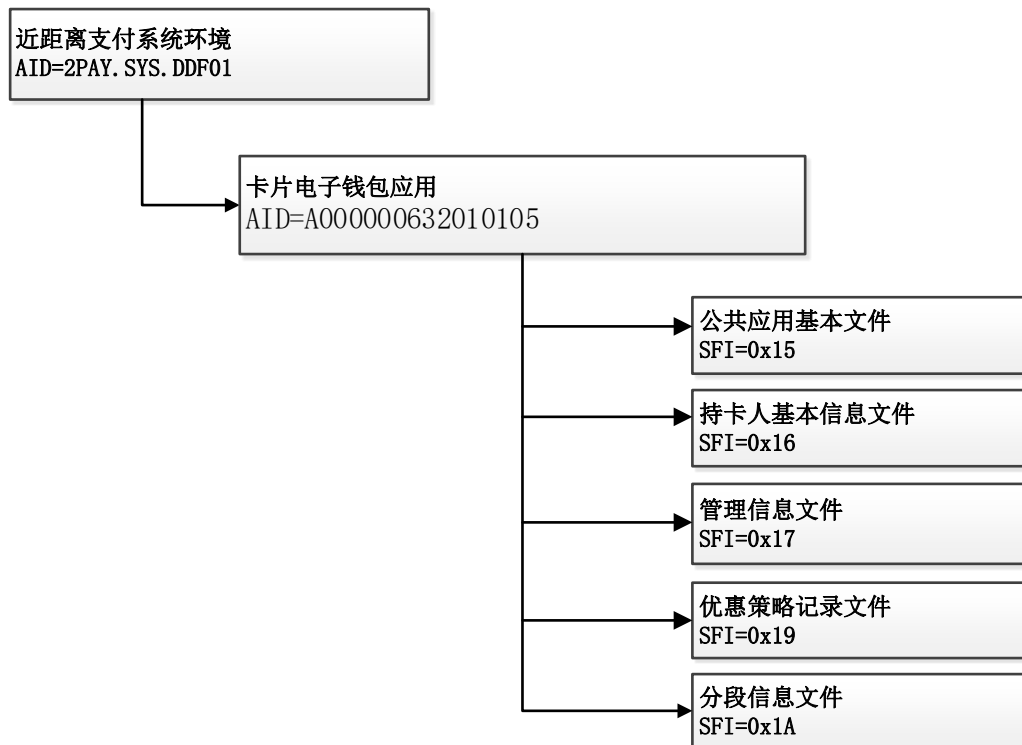 近距离支付系统环境
AID=2PAY.SYS.DDF01
卡片电子钱包应用
AID=A000000632010105
公共应用基本文件
SFI=0x15
持卡人基本信息文件
SFI=0x16
管理信息文件
SFI=0x17
优惠策略记录文件
SFI=0x19
分段信息文件
SFI=0x1A